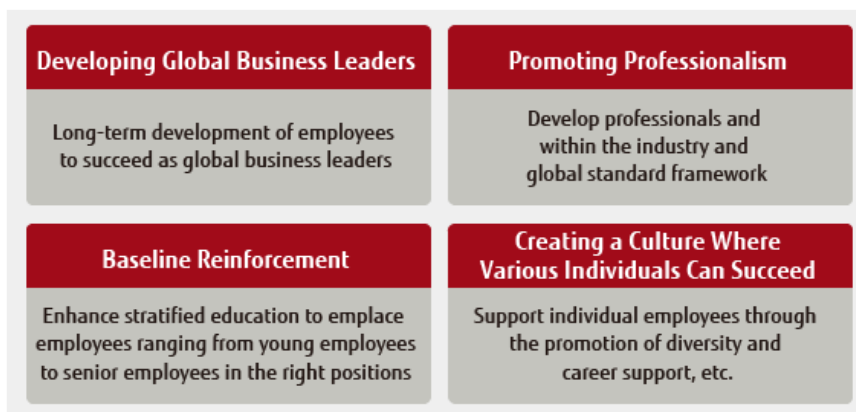 Developing Global Business Leaders
Long-term development of employees
to succeed as global business leaders
Promoting Professionalism
Develop professionals and
within the industry and
global standard framework
Baseline Reinforcement
Enhance stratified education to emplace
employees ranging from young employees
to senior employees in the right positions
Creating a Culture Where
Various Individuals Can Succeed
Support individual employees through
the promotion of diversity and
career support, etc.